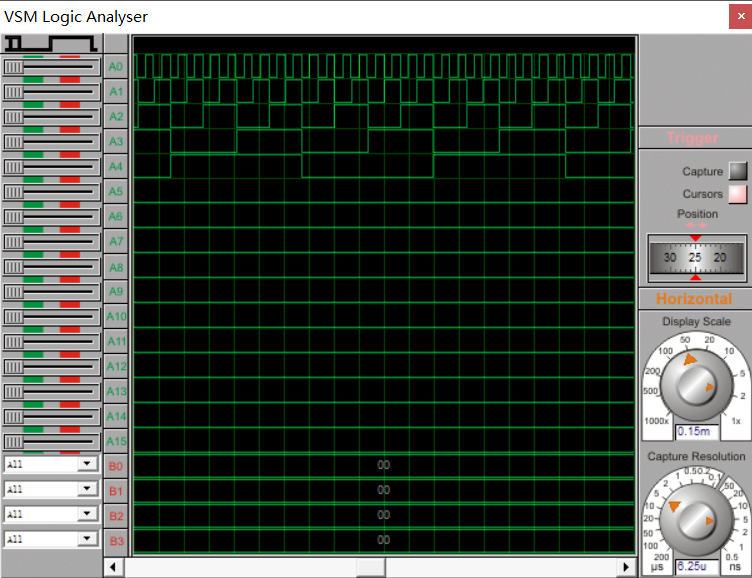 VSM Logic Analyser
A0
A1
A2
A3
A4
A5
A6
A7
A8
A9
A10
A11
A12
A13
A14
A15
All B0 00
All B1 00
All B2 00
All B3 00
Trigger
Capture
Cursors
Position
30 25 20
Horizontal
Display Scale
1000x 500 200 100 50 20 10 5 2 1x
0.15m
Capture Resolution
200 100 50 20 10 5 2 1 0.5 0.2 0.1 50 20 10 5 2 1 0.5
µs ns
6.25u